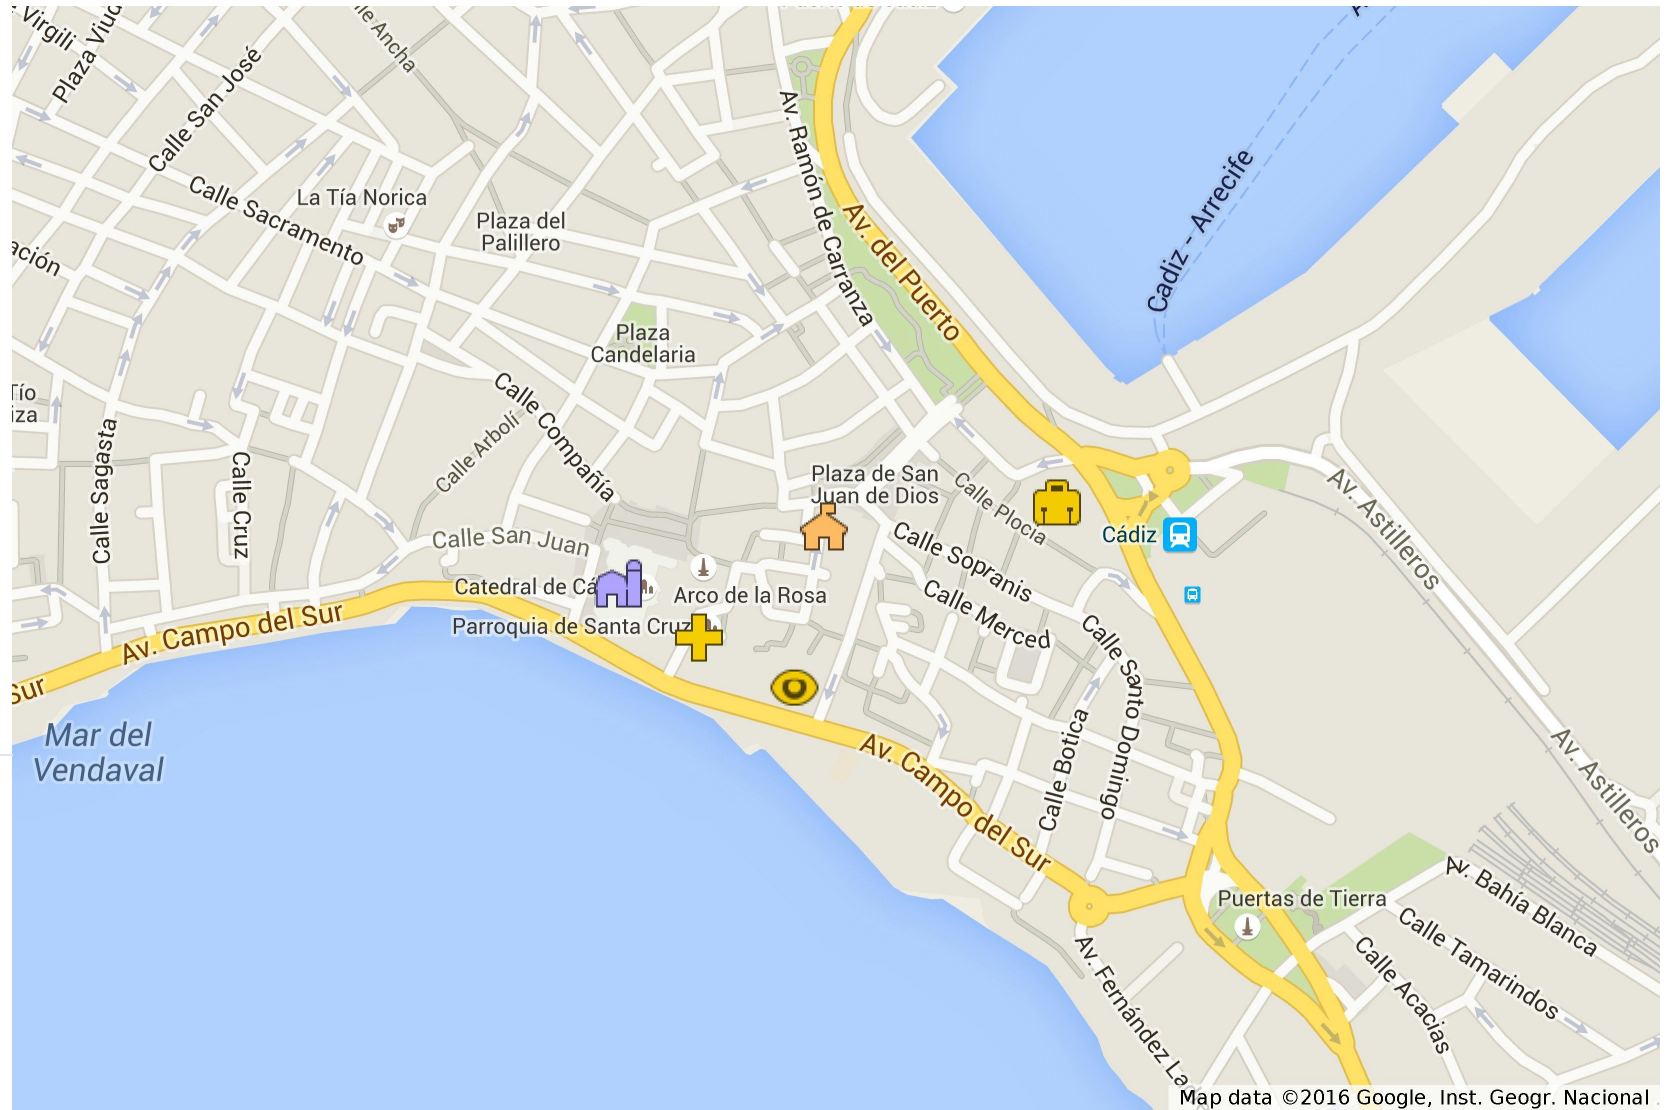 Virgili
Plaza Viud
Calle San José
Calle Sacramento
La Tía Norica
Plaza del
Palillero
Av. Ramón de Carranza
Av. del Puerto
Cadiz - Arrecife
Plaza
Candelaria
Calle Compañía
Calle Arbolí
Calle Sagasta
Calle Cruz
Calle San Juan
Plaza de San
Juan de Dios
Calle Plocia
Cádiz
Calle Sopranis
Calle Merced
Catedral de Cá
Arco de la Rosa
Parroquia de Santa Cruz
Av. Campo del Sur
Sur
Mar del
Vendaval
Av. Campo del Sur
Calle Botica
Calle Santo Domingo
Av. Astilleros
Av. Astilleros
Puertas de Tierra
Av. Bahía Blanca
Calle Tamarindos
Calle Acacias
Av. Fernández
Map data ©2016 Google, Inst. Geogr. Nacional